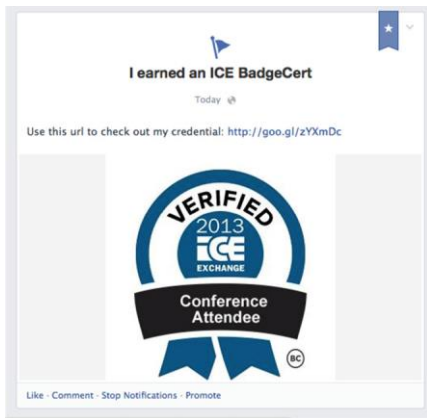 I earned an ICE BadgeCert
Today
Use this url to check out my credential: http://goo.gl/zYXmDc
VERIFIED
2013
iCE
EXCHANGE
Conference
Attendee
BC
Like · Comment · Stop Notifications · Promote